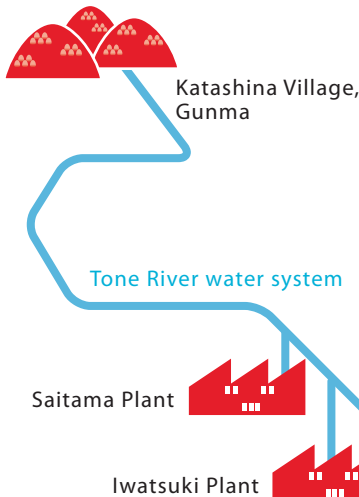 Katashina Village,
Gunma
Tone River water system
Saitama Plant
Iwatsuki Plant